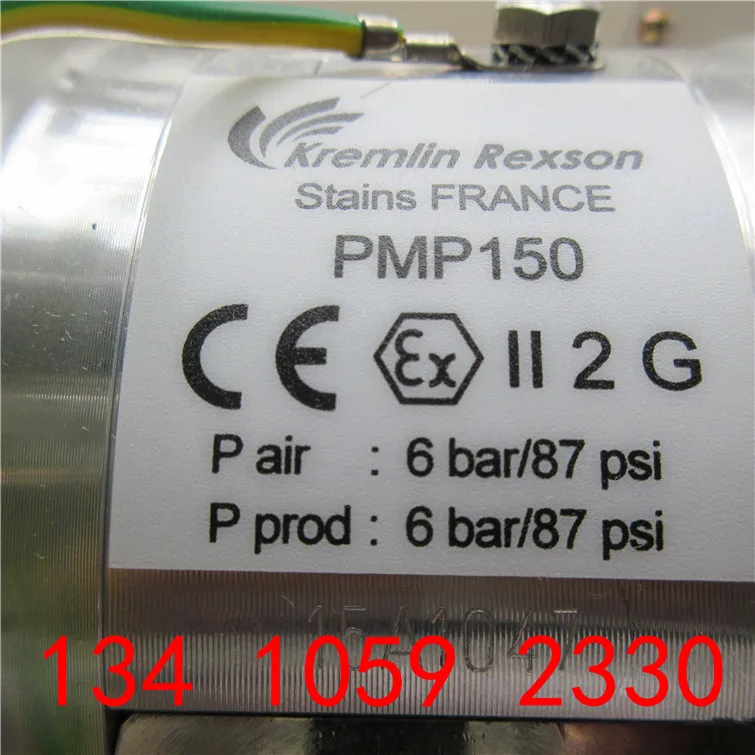 Kremlin Rexson
Stains FRANCE
PMP150
CE Ex II 2 G
P air : 6 bar/87 psi
P prod : 6 bar/87 psi
15A1047
134 1059 2330